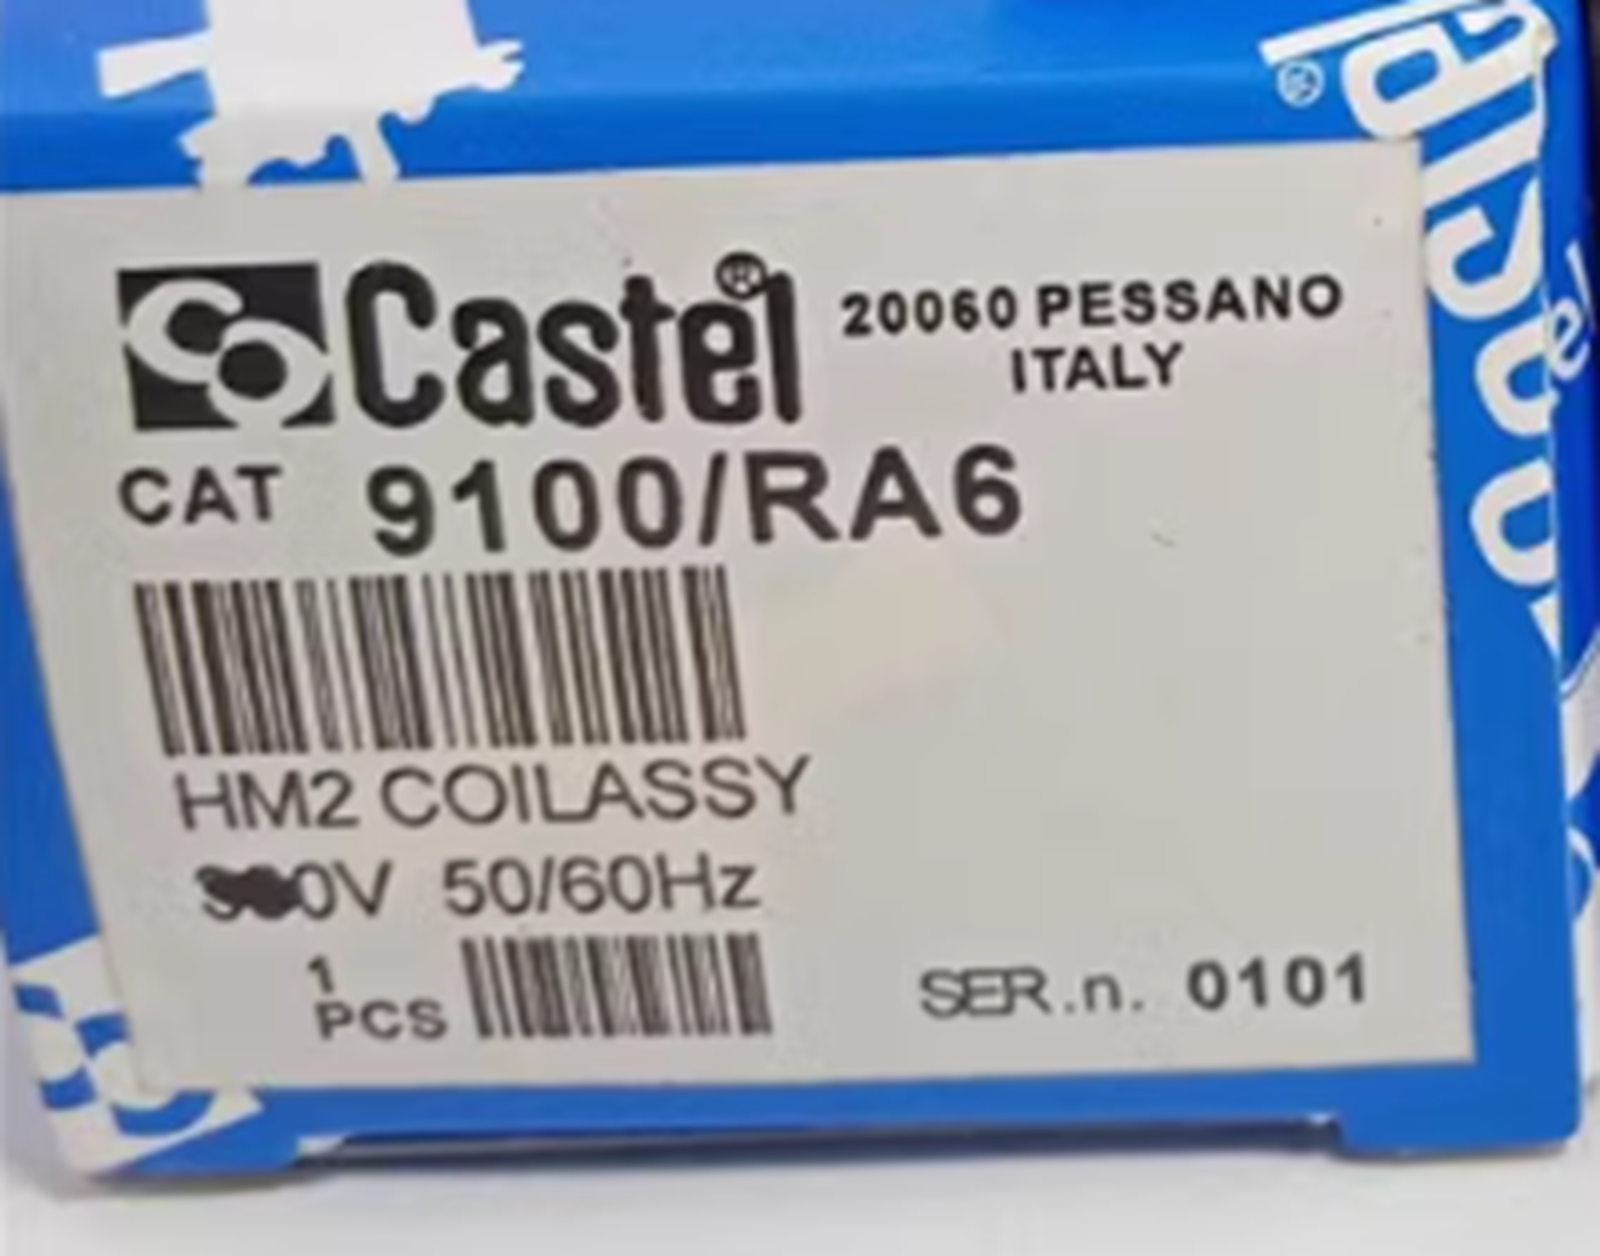 Castel® 20060 PESSANO
ITALY
CAT 9100/RA6
HM2 COILASSY
50/60Hz
1
PCS
SER.n. 0101